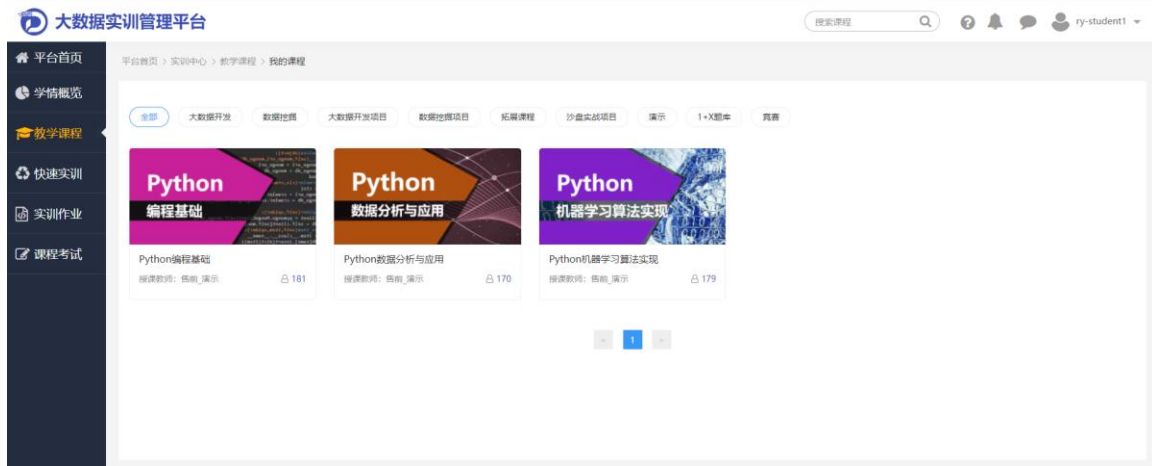 大数据实训管理平台
搜索课程
ry-student1
平台首页
学情概览
教学课程
快速实训
实训作业
课程考试
平台首页 > 实训中心 > 教学课程 > 我的课程
全部 大数据开发 数据挖掘 大数据开发项目 数据挖掘项目 拓展课程 沙盘实战项目 演示 1+X题库 竞赛
Python
编程基础
Python编程基础
授课教师：售前_演示 181
Python
数据分析与应用
Python数据分析与应用
授课教师：售前_演示 170
Python
机器学习算法实现
Python机器学习算法实现
授课教师：售前_演示 179
1